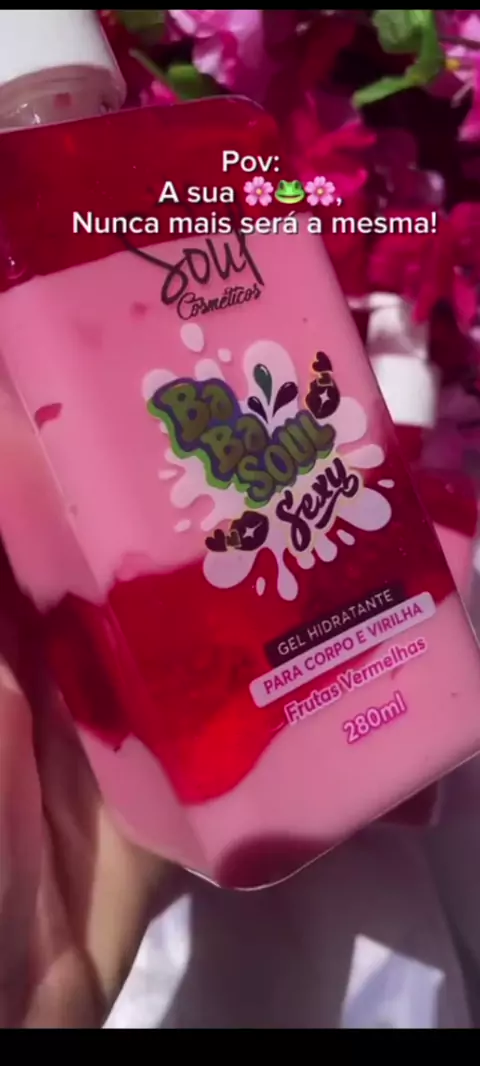 Pov:
A sua 🌸🐸🌸,
Nunca mais será a mesma!
Soul
Cosméticos
Ba
Ba
SOUL
Sexy
GEL HIDRATANTE
PARA CORPO E VIRILHA
Frutas Vermelhas
280ml